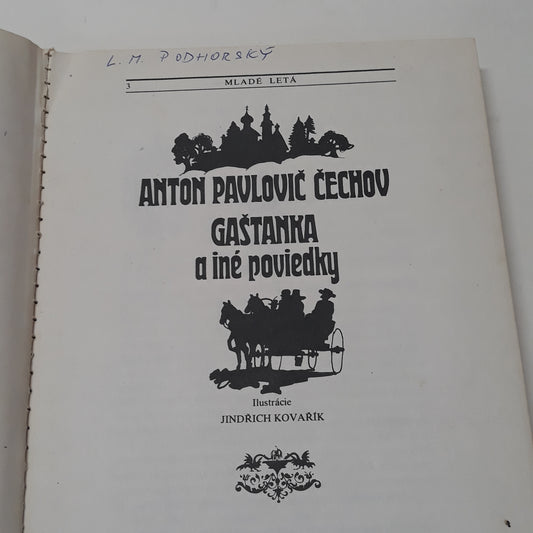 L. M. PODHORSKÝ
3 MLADÉ LETÁ
ANTON PAVLOVIČ ČECHOV
GAŠTANKA
a iné poviedky
Ilustrácie
JINDŘICH KOVAŘÍK